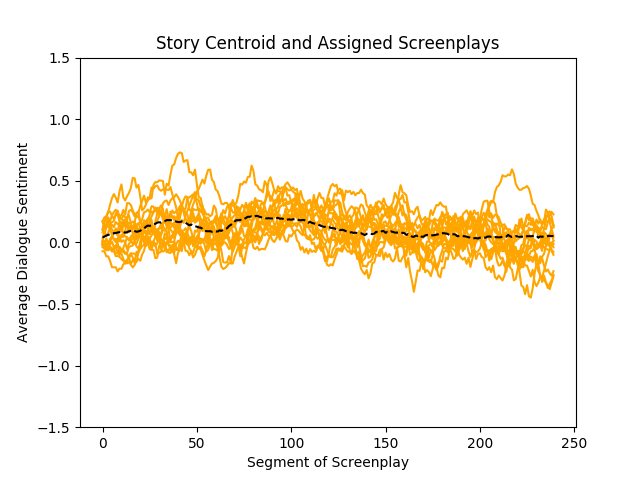 Story Centroid and Assigned Screenplays
1.5
1.0
0.5
0.0
−0.5
−1.0
−1.5
Average Dialogue Sentiment
0 50 100 150 200 250
Segment of Screenplay